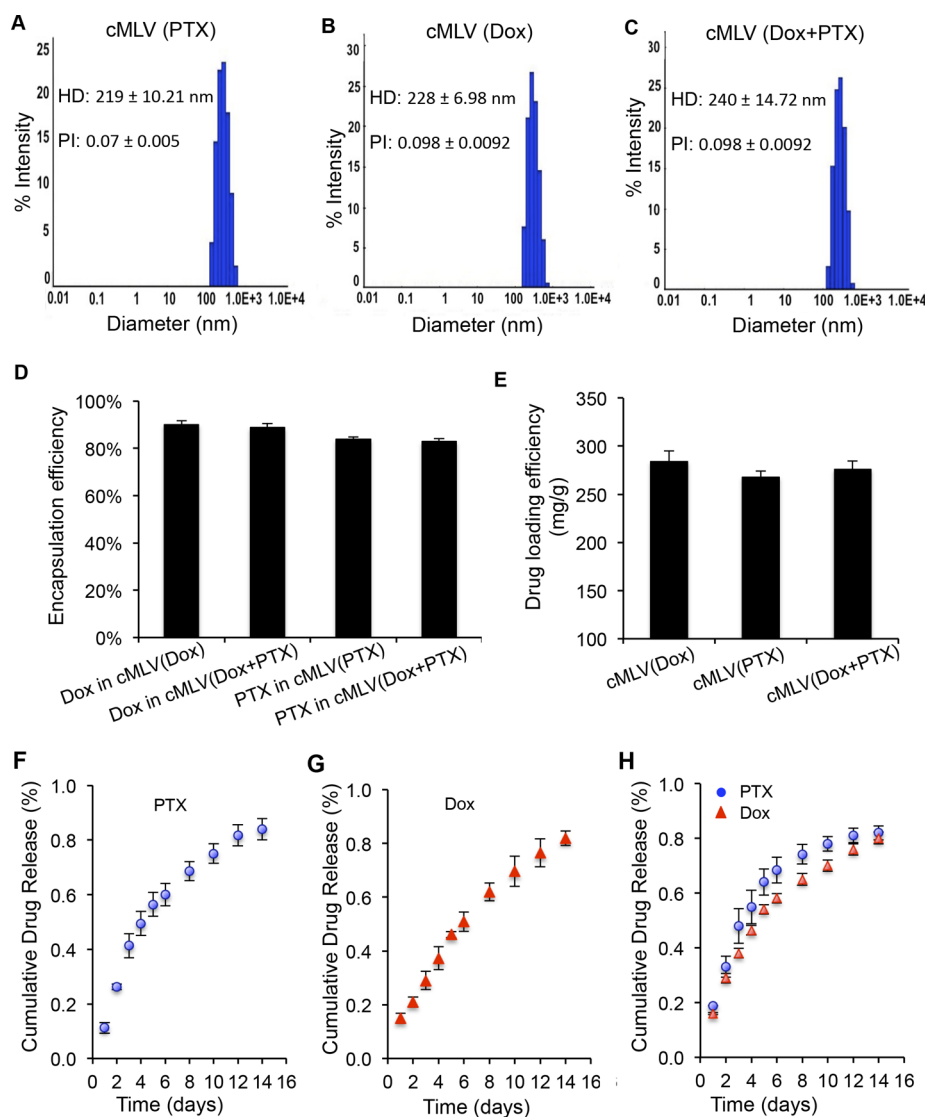 A
cMLV (PTX)
25
20
15
10
5
0
% Intensity
HD: 219 ± 10.21 nm
PI: 0.07 ± 0.005
0.01 0.1 1 10 100 1.0E+3 1.0E+4
Diameter (nm)
B
cMLV (Dox)
30
25
20
15
10
5
0
% Intensity
HD: 228 ± 6.98 nm
PI: 0.098 ± 0.0092
0.01 0.1 1 10 100 1.0E+3 1.0E+4
Diameter (nm)
C
cMLV (Dox+PTX)
30
25
20
15
10
5
0
% Intensity
HD: 240 ± 14.72 nm
PI: 0.098 ± 0.0092
0.01 0.1 1 10 100 1.0E+3 1.0E+4
Diameter (nm)
D
Encapsulation efficiency
100%
80%
60%
40%
20%
0%
Dox in cMLV(Dox)
Dox in cMLV(Dox+PTX)
PTX in cMLV(PTX)
PTX in cMLV(Dox+PTX)
E
Drug loading efficiency
(mg/g)
350
300
250
200
150
100
cMLV(Dox)
cMLV(PTX)
cMLV(Dox+PTX)
F
Cumulative Drug Release (%)
1.0
0.8
0.6
0.4
0.2
0.0
PTX
0 2 4 6 8 10 12 14 16
Time (days)
G
Cumulative Drug Release (%)
1.0
0.8
0.6
0.4
0.2
0.0
Dox
0 2 4 6 8 10 12 14 16
Time (days)
H
Cumulative Drug Release (%)
1.0
0.8
0.6
0.4
0.2
0.0
PTX
Dox
0 2 4 6 8 10 12 14 16
Time (days)